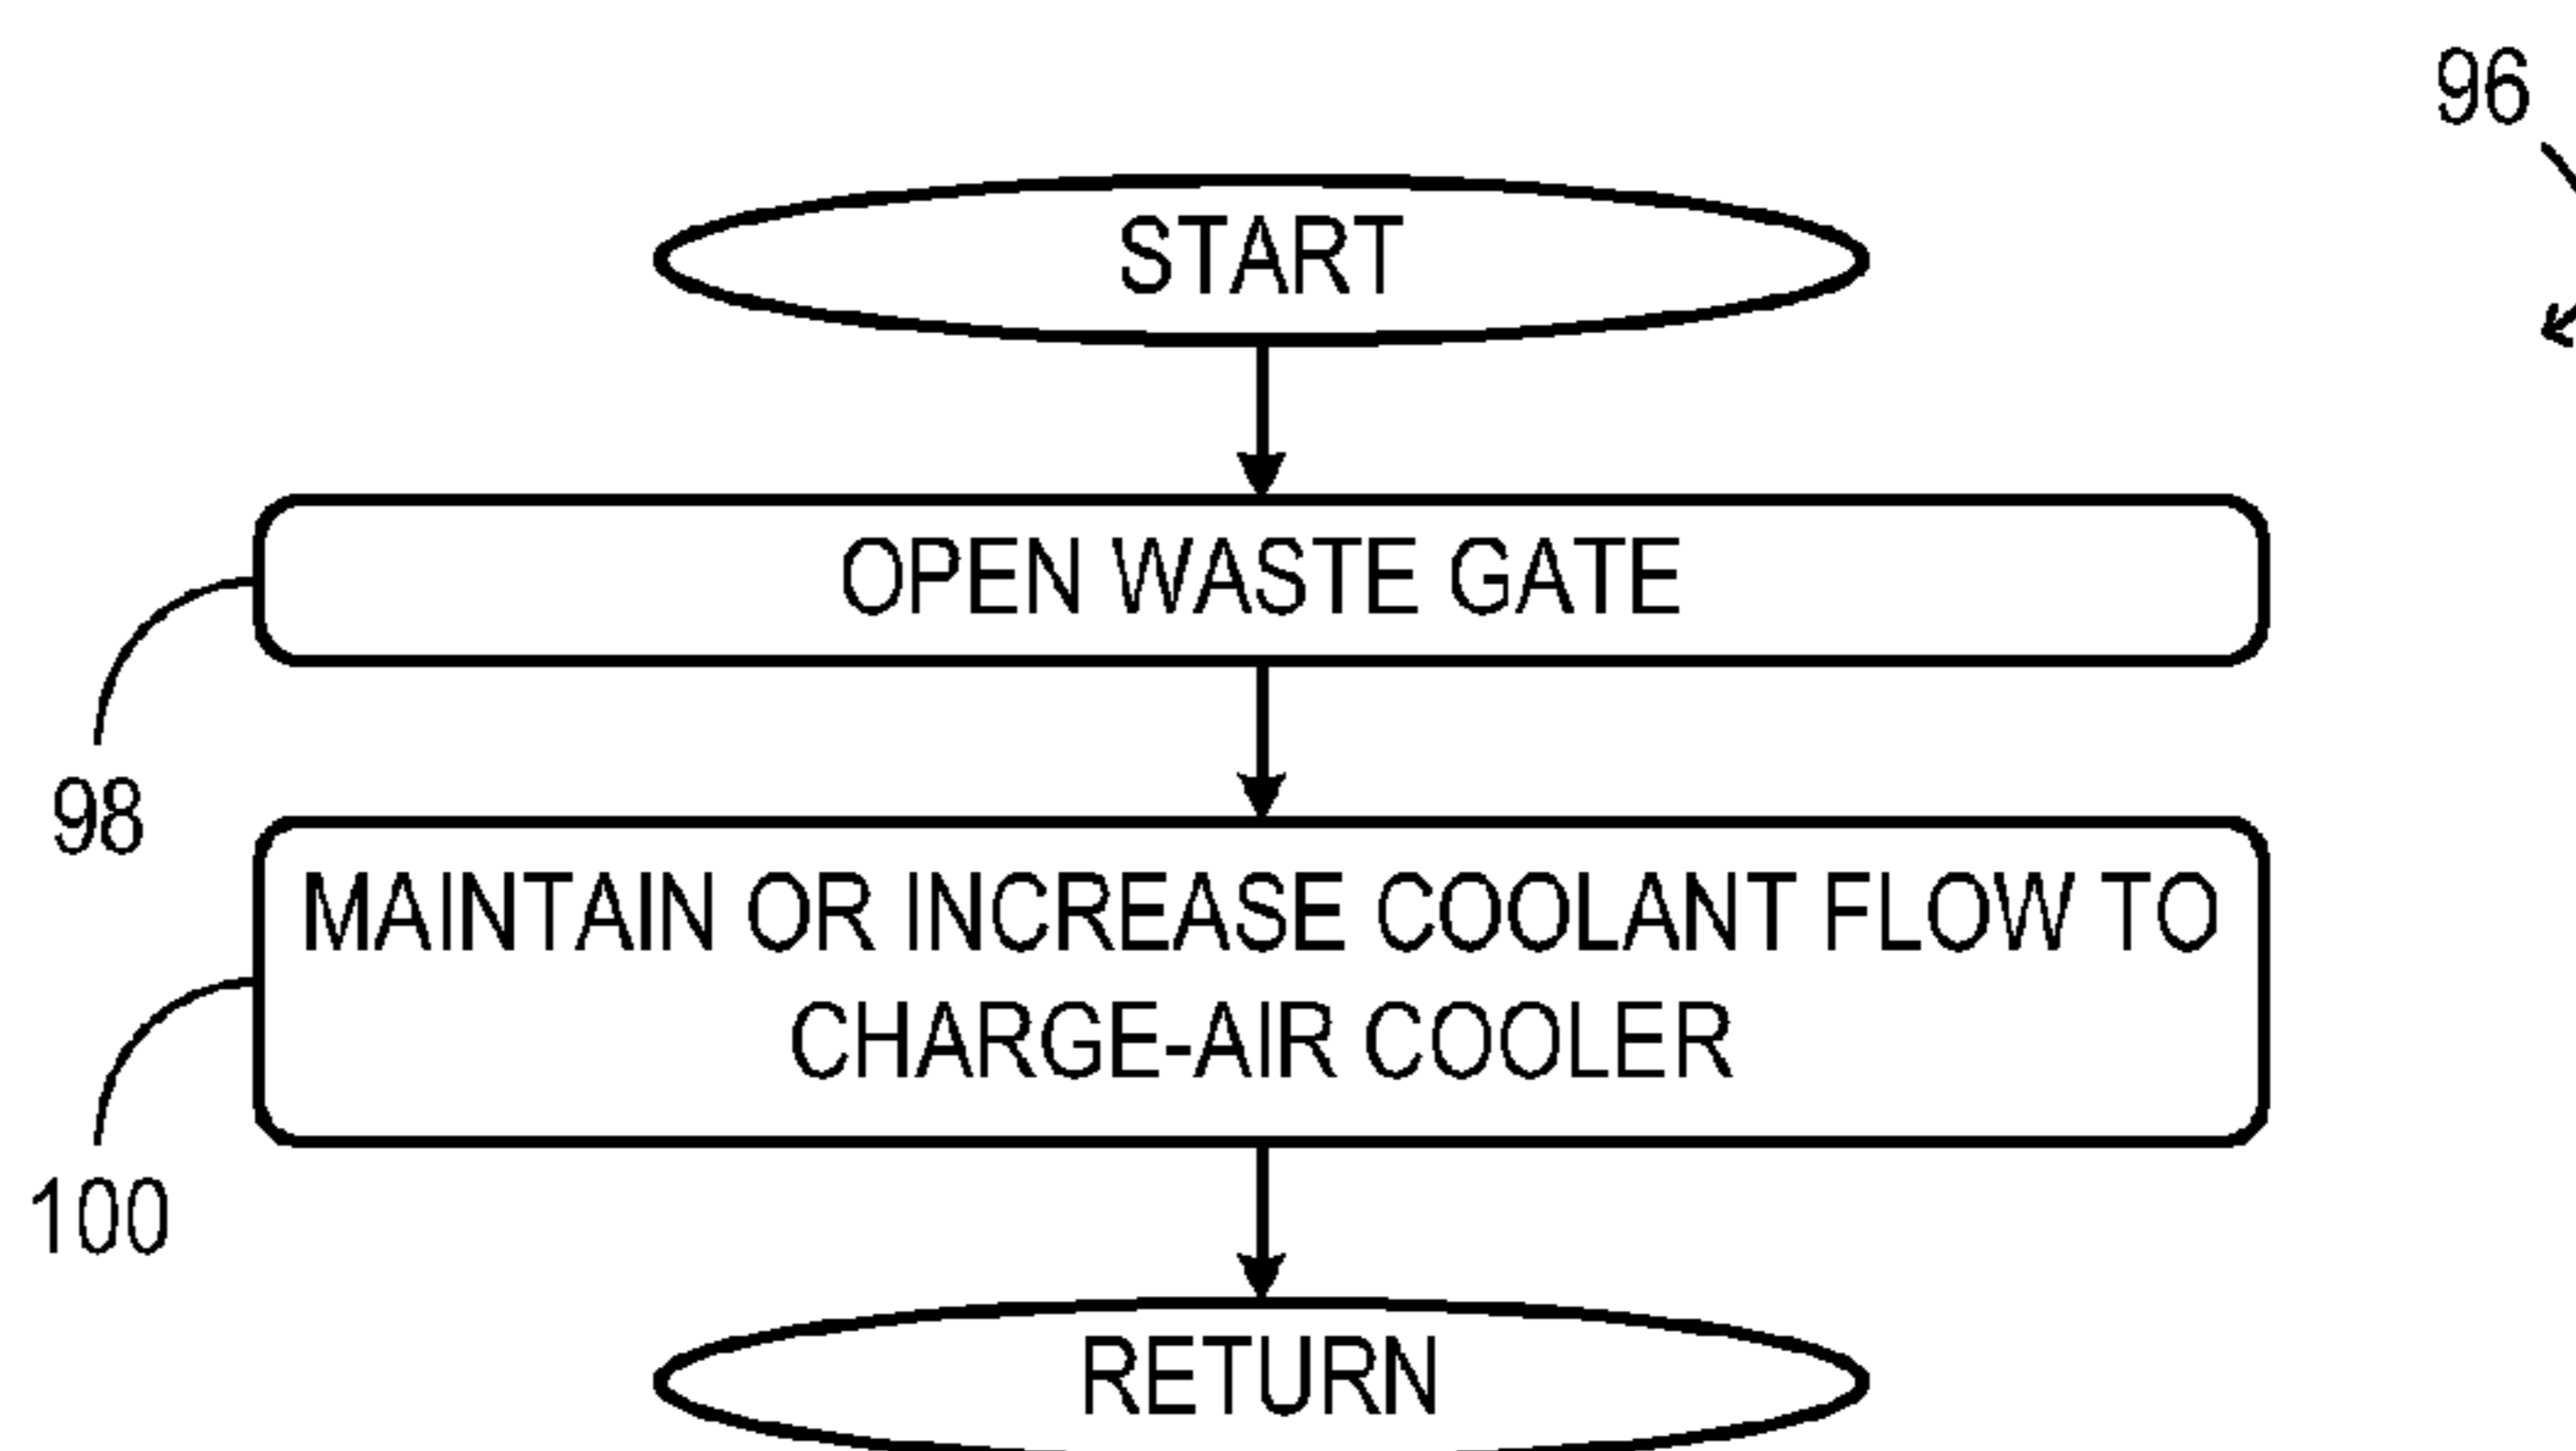 96
START
OPEN WASTE GATE
98
MAINTAIN OR INCREASE COOLANT FLOW TO
CHARGE-AIR COOLER
100
RETURN